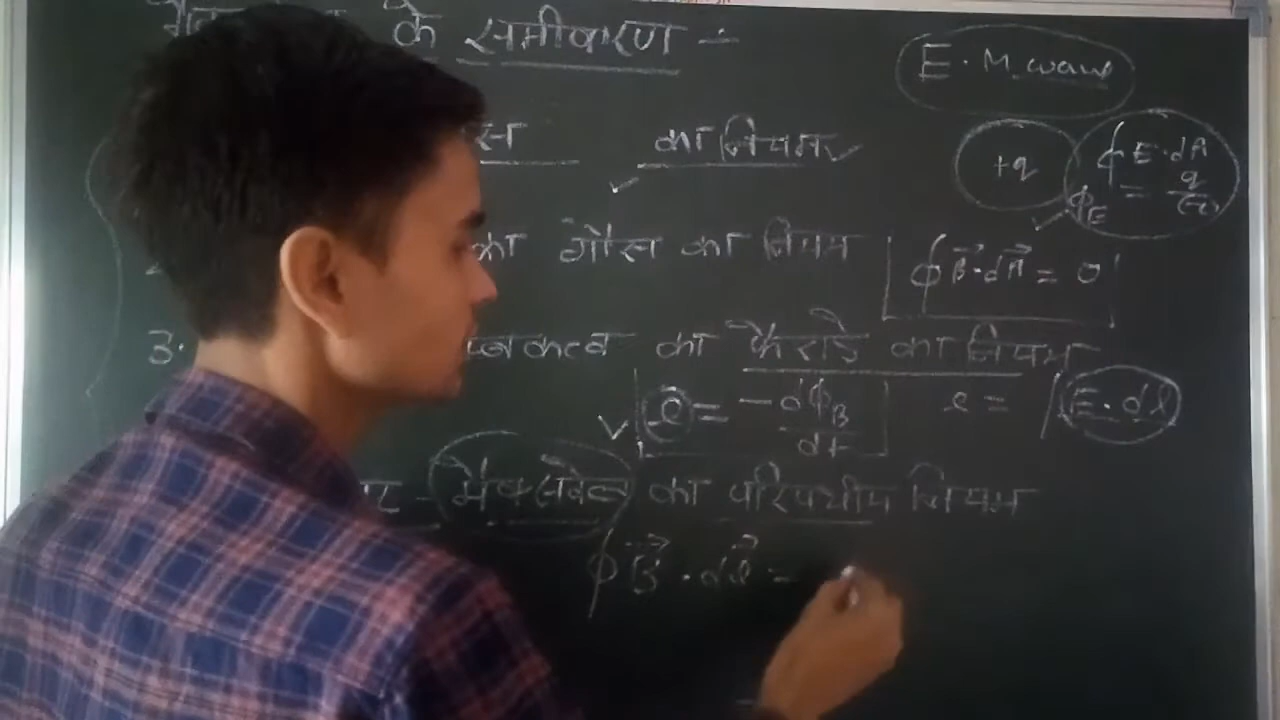 के समीकरण -
E.M.wave
का नियम
+q
∮E.dA
ϕE = q/ε0
का गौस का नियम
∮B⃗.dA⃗ = 0
3.
का फैराडे का नियम
e = -dϕB/dt
e = ∫E.dl
- मैक्सवेल का परिपथीय नियम
∮B⃗.dl⃗ =